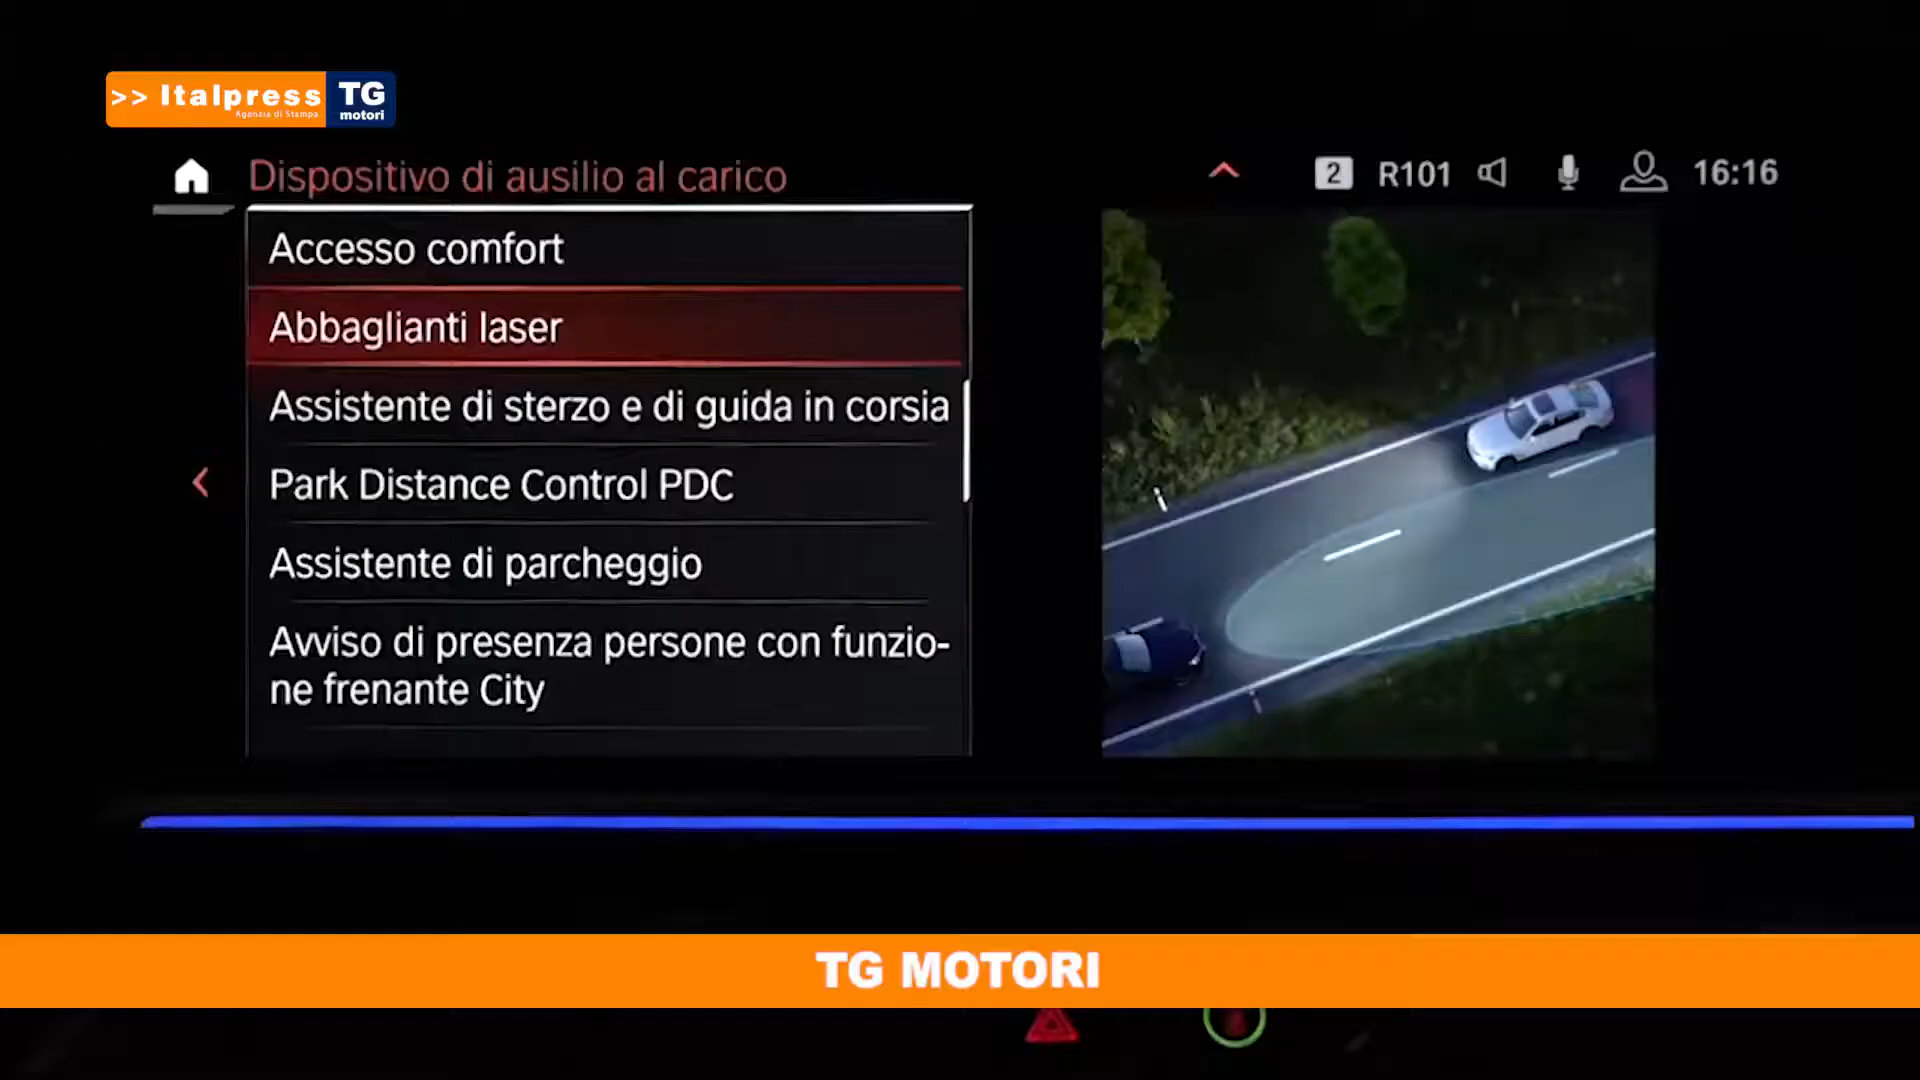 >> Italpress
Agenzia di Stampa
TG
motori
Dispositivo di ausilio al carico
2 R101 16:16
Accesso comfort
Abbaglianti laser
Assistente di sterzo e di guida in corsia
Park Distance Control PDC
Assistente di parcheggio
Avviso di presenza persone con funzio-
ne frenante City
TG MOTORI